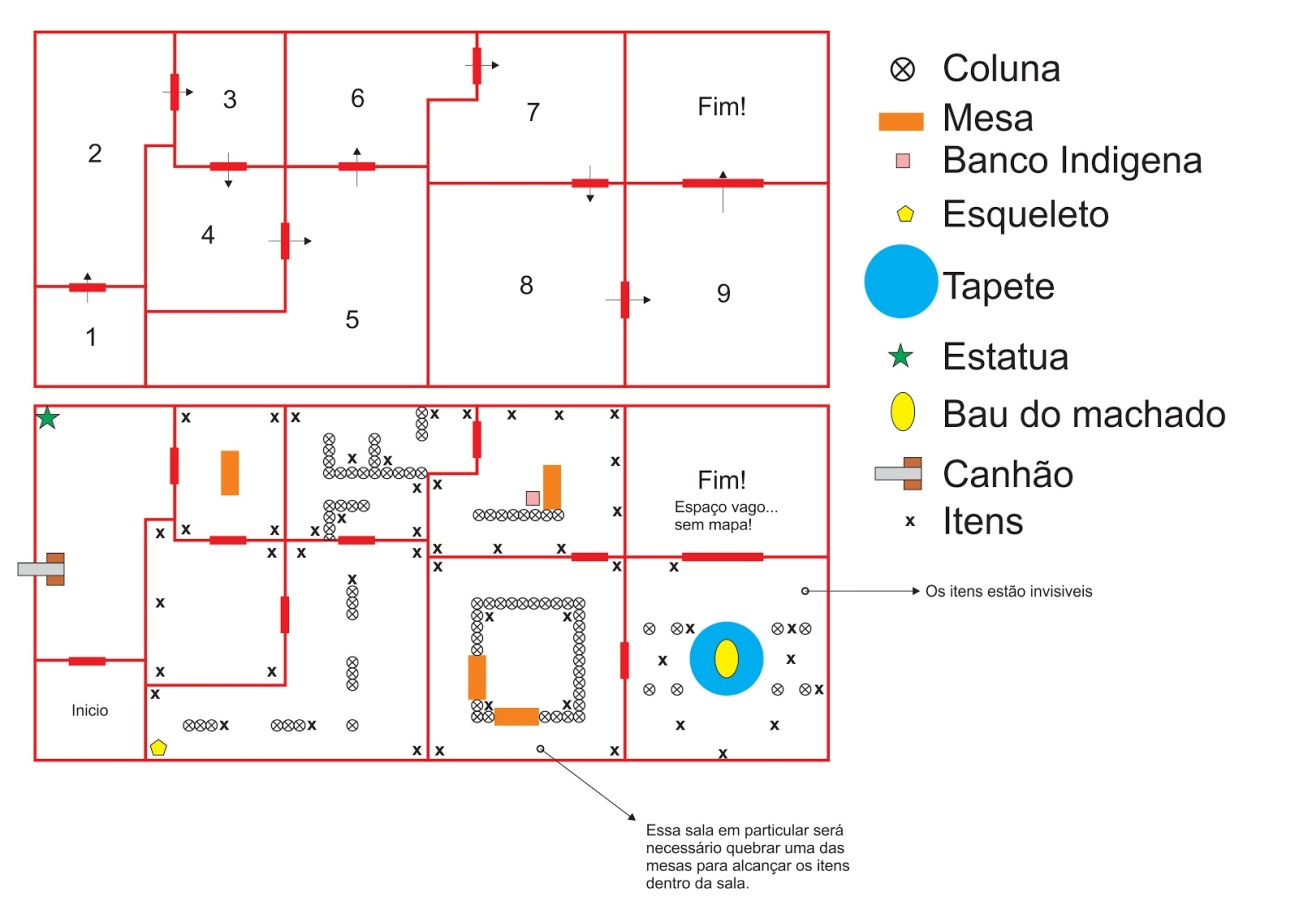 2
3
6
7
Fim!
4
8
9
5
1
Coluna
Mesa
Banco Indigena
Esqueleto
Tapete
Estatua
Bau do machado
Canhão
Itens
x x x x x x x x
x x x
Fim!
Espaço vago...
sem mapa!
x x x
x x x x x x
x x x x x
x x x x
x x
x x x
x x x x
x x
x x x x x
x x x x
x
Inicio
Os itens estão invisiveis
Essa sala em particular será
necessário quebrar uma das
mesas para alcançar os itens
dentro da sala.